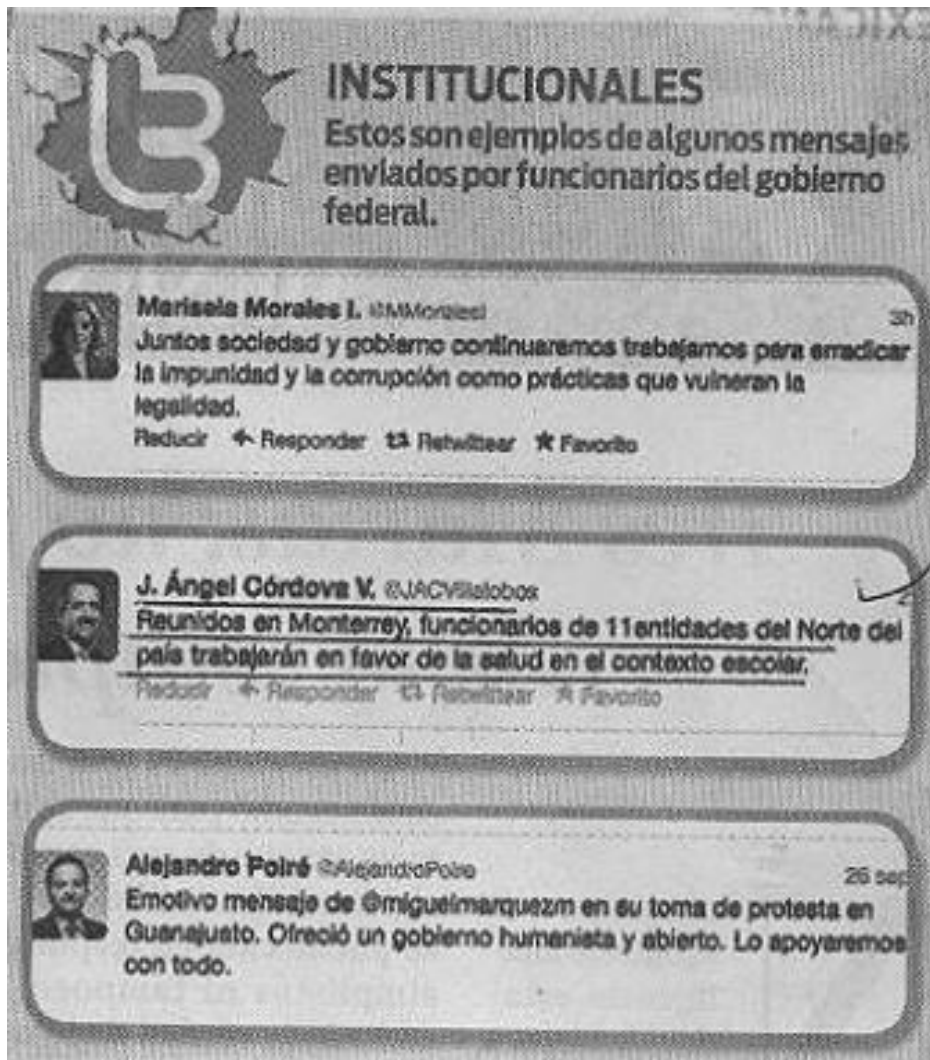 INSTITUCIONALES
Estos son ejemplos de algunos mensajes
enviados por funcionarios del gobierno
federal.
Marisela Morales I. @MMoralesI
3h
Juntos sociedad y gobierno continuaremos trabajamos para erradicar
la impunidad y la corrupción como prácticas que vulneran la
legalidad.
Reducir Responder Retwittear Favorito
J. Ángel Córdova V. @JACVillalobos
Reunidos en Monterrey, funcionarios de 11entidades del Norte del
país trabajarán en favor de la salud en el contexto escolar.
Reducir Responder Retwittear Favorito
Alejandro Poiré @AlejandroPoire
26 sep
Emotivo mensaje de @miguelmarquezm en su toma de protesta en
Guanajuato. Ofreció un gobierno humanista y abierto. Lo apoyaremos
con todo.